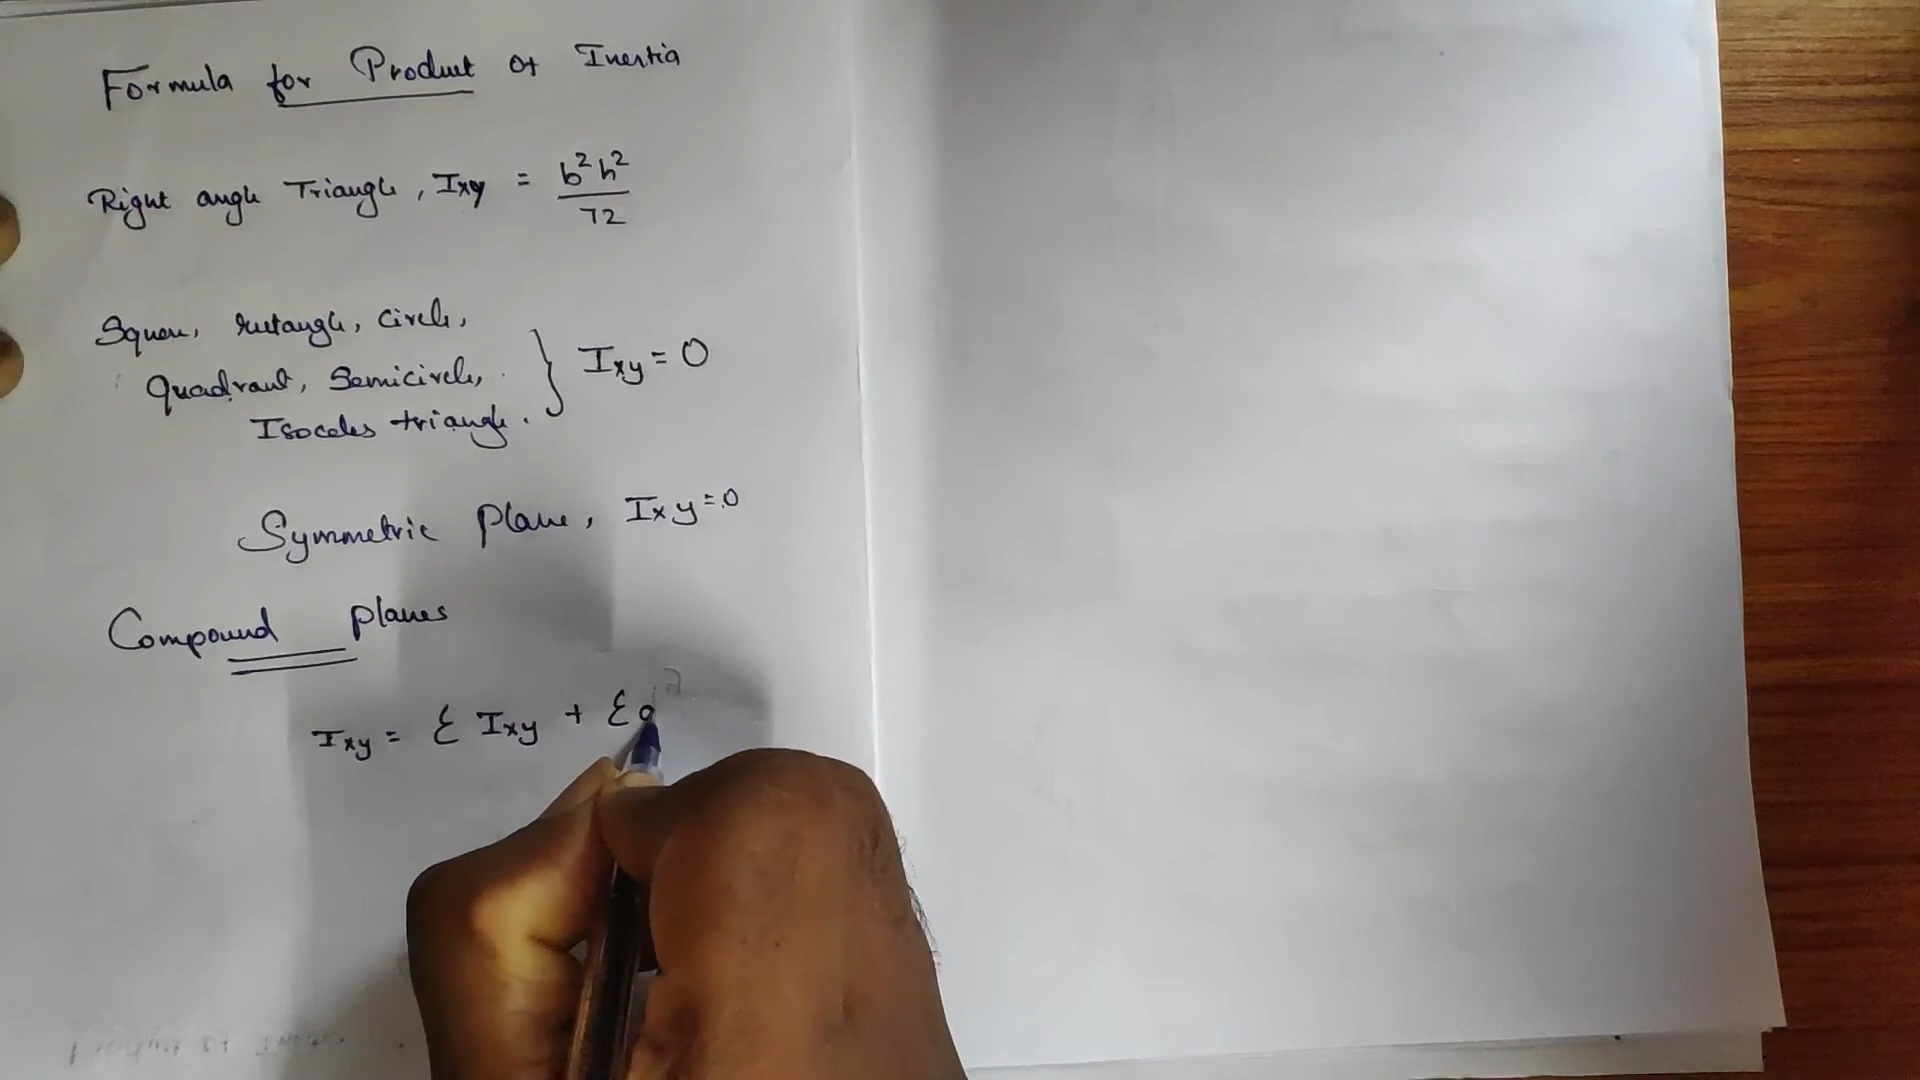 Formula for Product of Inertia
Right angle Triangle, Ixy = b²h² / 72
Square, Rectangle, Circle,
Quadrant, Semicircle,
Isoceles triangle. } Ixy = 0
Symmetric Plane, Ixy = 0
Compound Planes
Ixy = Σ Ixy + Σa